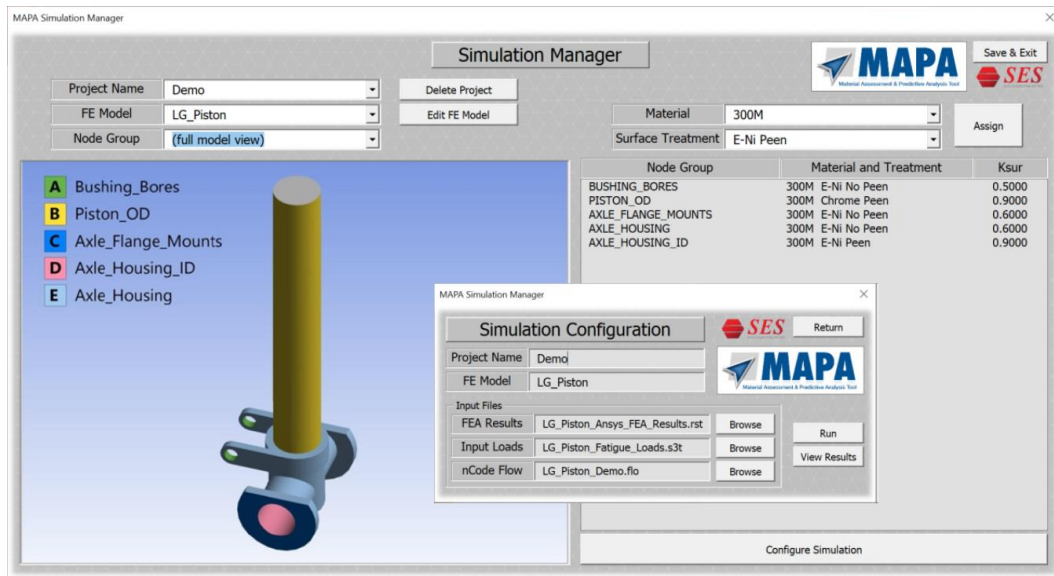 MAPA Simulation Manager
Simulation Manager
MAPA
Material Assessment & Predictive Analysis Tool
Save & Exit
SES
Project Name Demo Delete Project
FE Model LG_Piston Edit FE Model
Node Group (full model view)
Material 300M
Surface Treatment E-Ni Peen
Assign
A Bushing_Bores
B Piston_OD
C Axle_Flange_Mounts
D Axle_Housing_ID
E Axle_Housing
Node Group Material and Treatment Ksur
BUSHING_BORES 300M E-Ni No Peen 0.5000
PISTON_OD 300M Chrome Peen 0.9000
AXLE_FLANGE_MOUNTS 300M E-Ni No Peen 0.6000
AXLE_HOUSING 300M E-Ni No Peen 0.6000
AXLE_HOUSING_ID 300M E-Ni Peen 0.9000
MAPA Simulation Manager
Simulation Configuration
SES
Return
Project Name Demo
FE Model LG_Piston
MAPA
Material Assessment & Predictive Analysis Tool
Input Files
FEA Results LG_Piston_Ansys_FEA_Results.rst Browse
Input Loads LG_Piston_Fatigue_Loads.s3t Browse
nCode Flow LG_Piston_Demo.flo Browse
Run
View Results
Configure Simulation